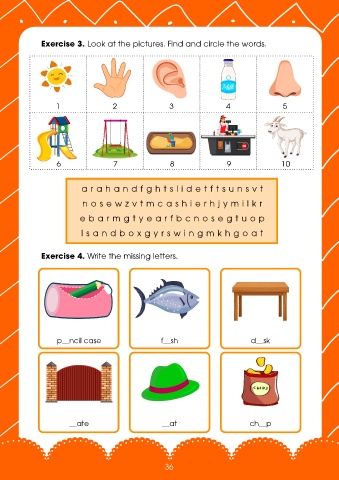 Exercise 3. Look at the pictures. Find and circle the words.
1 2 3 4 5
6 7 8 9 10
a r a h a n d f g h t s l i d e t f f t s u n s v t
n o s e w z v t m c a s h i e r h j y m i l k r
e b a r m g t y e a r f b c n o s e g t u o p
l s a n d b o x g y r s w i n g m k h g o a t
Exercise 4. Write the missing letters.
p__ncil case f__sh d__sk
__ate __at ch__p
36